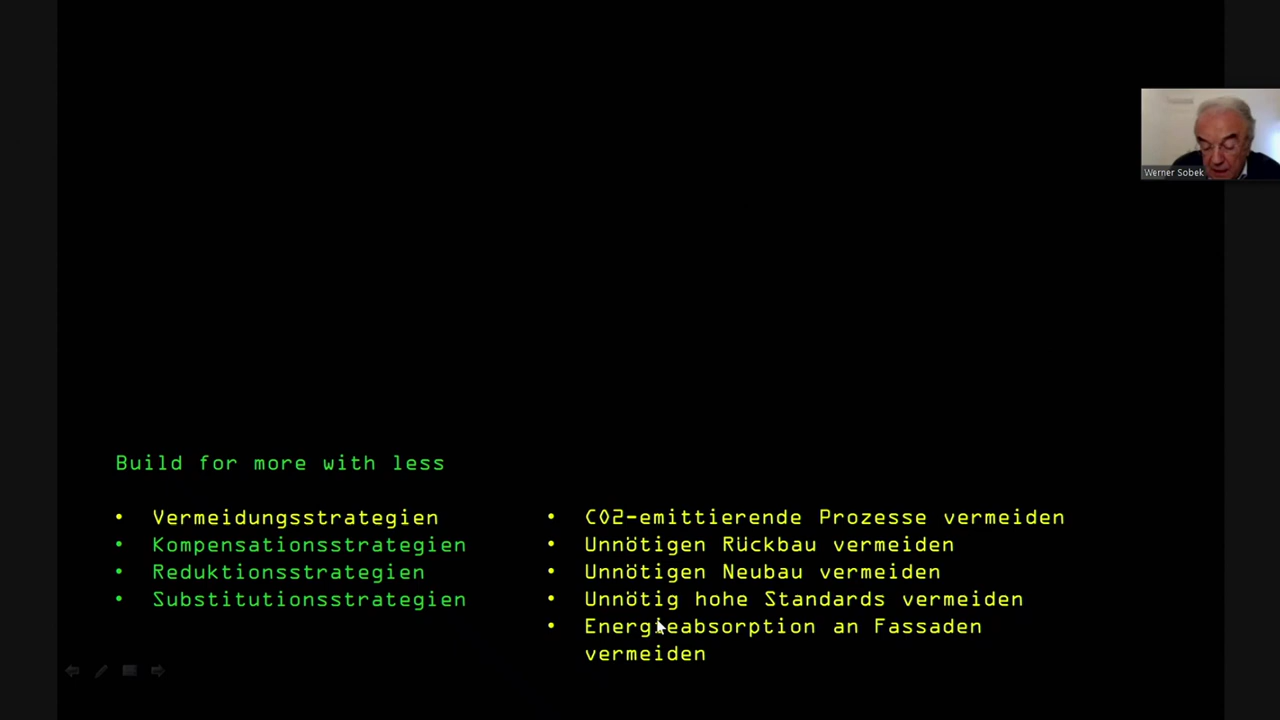 Werner Sobek
Build for more with less
• Vermeidungsstrategien
• Kompensationsstrategien
• Reduktionsstrategien
• Substitutionsstrategien
• CO2-emittierende Prozesse vermeiden
• Unnötigen Rückbau vermeiden
• Unnötigen Neubau vermeiden
• Unnötig hohe Standards vermeiden
• Energieabsorption an Fassaden
vermeiden